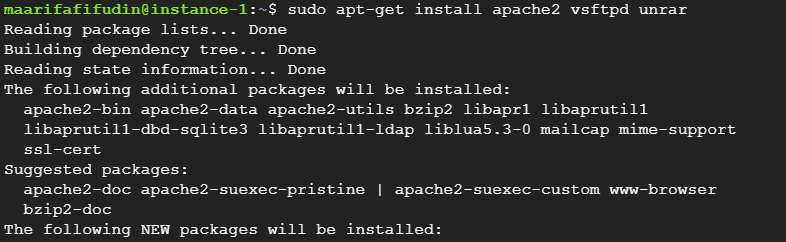 maarifafifudin@instance-1:~$ sudo apt-get install apache2 vsftpd unrar
Reading package lists... Done
Building dependency tree... Done
Reading state information... Done
The following additional packages will be installed:
  apache2-bin apache2-data apache2-utils bzip2 libapr1 libaprutil1
  libaprutil1-dbd-sqlite3 libaprutil1-ldap liblua5.3-0 mailcap mime-support
  ssl-cert
Suggested packages:
  apache2-doc apache2-suexec-pristine | apache2-suexec-custom www-browser
  bzip2-doc
The following NEW packages will be installed: